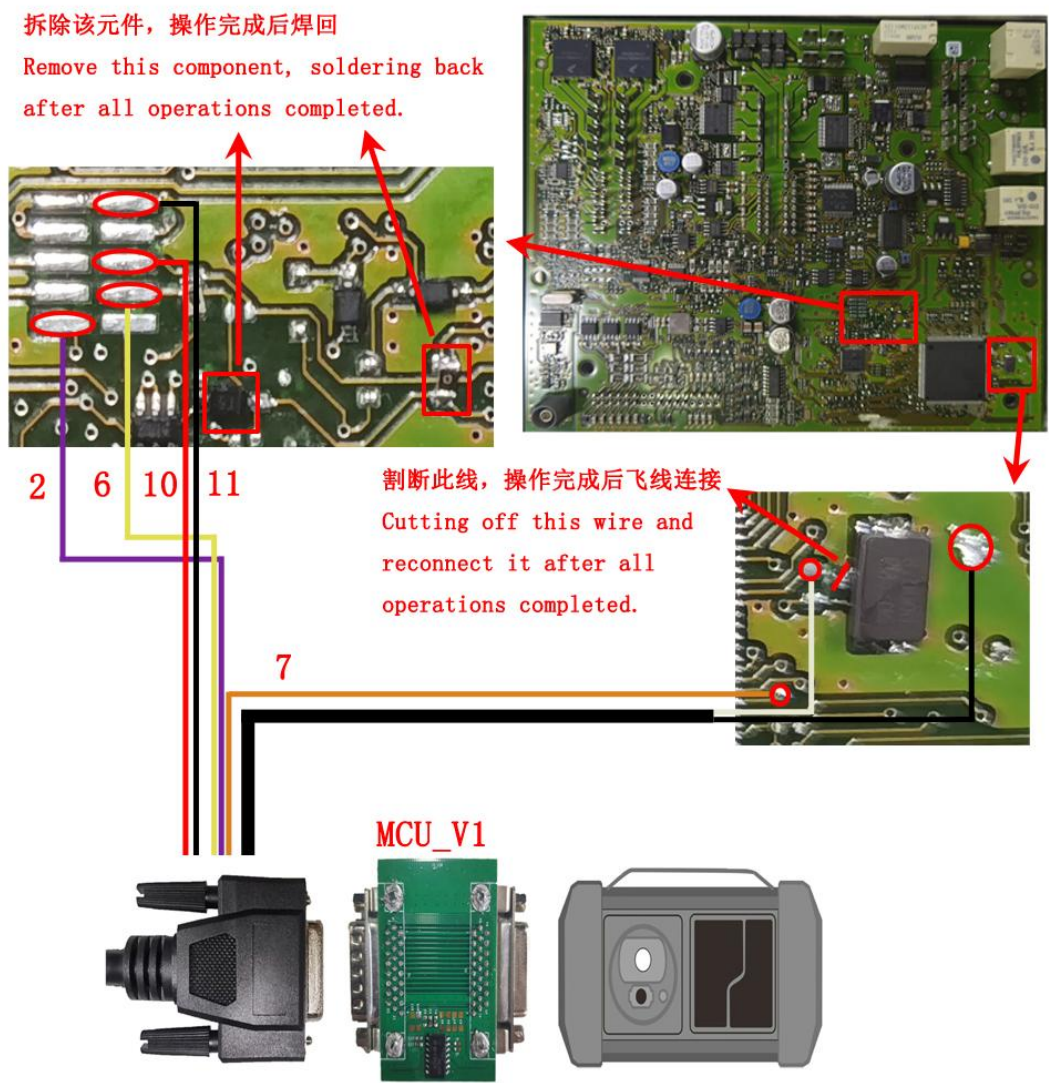 拆除该元件，操作完成后焊回
Remove this component, soldering back
after all operations completed.
2
6
10
11
割断此线，操作完成后飞线连接
Cutting off this wire and
reconnect it after all
operations completed.
7
MCU_V1